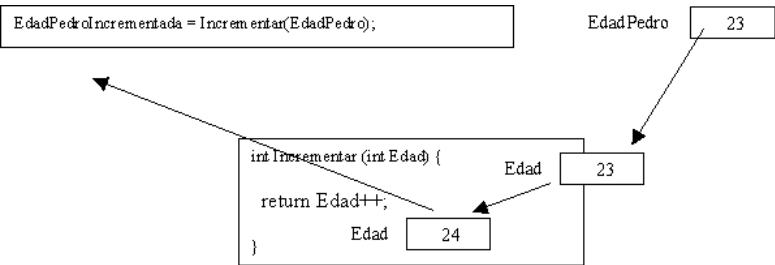 EdadPedroIncrementada = Incrementar(EdadPedro);
EdadPedro 23
int Incrementar (int Edad) {
Edad 23
return Edad++;
Edad 24
}